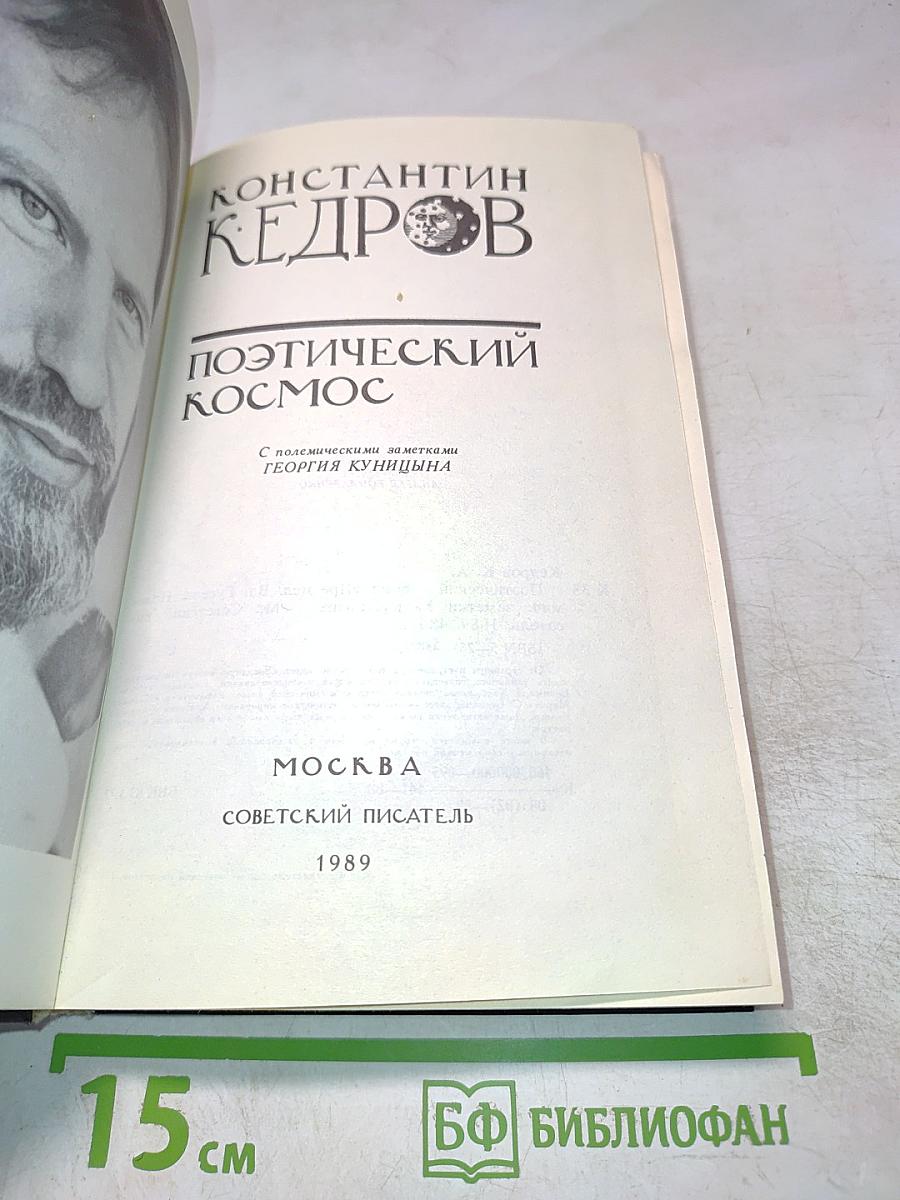 КОНСТАНТИН
КЕДРОВ
ПОЭТИЧЕСКИЙ
КОСМОС
С полемическими заметками
ГЕОРГИЯ КУНИЦЫНА
МОСКВА
СОВЕТСКИЙ ПИСАТЕЛЬ
1989
15 см
БФ БИБЛИОФАН